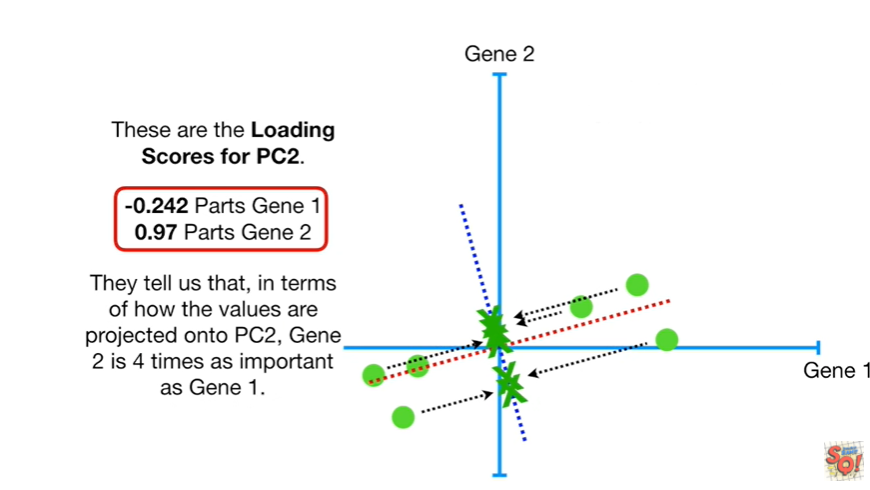 Gene 2
These are the Loading
Scores for PC2.
-0.242 Parts Gene 1
0.97 Parts Gene 2
They tell us that, in terms
of how the values are
projected onto PC2, Gene
2 is 4 times as important
as Gene 1.
Gene 1
SQ!